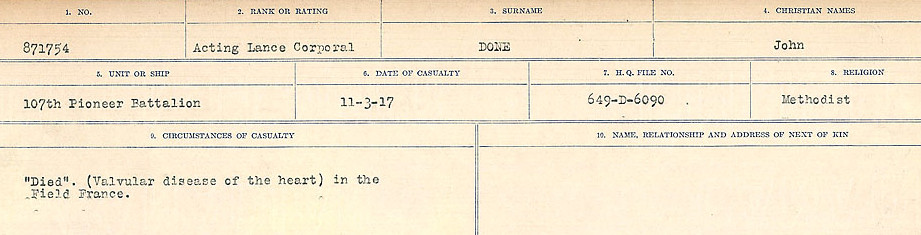 1. NO. 2. RANK OR RATING 3. SURNAME 4. CHRISTIAN NAMES
871754 Acting Lance Corporal DONE John
5. UNIT OR SHIP 6. DATE OF CASUALTY 7. H.Q. FILE NO. 8. RELIGION
107th Pioneer Battalion 11-3-17 649-D-6090 Methodist
9. CIRCUMSTANCES OF CASUALTY 10. NAME, RELATIONSHIP AND ADDRESS OF NEXT OF KIN
"Died". (Valvular disease of the heart) in the
Field France.